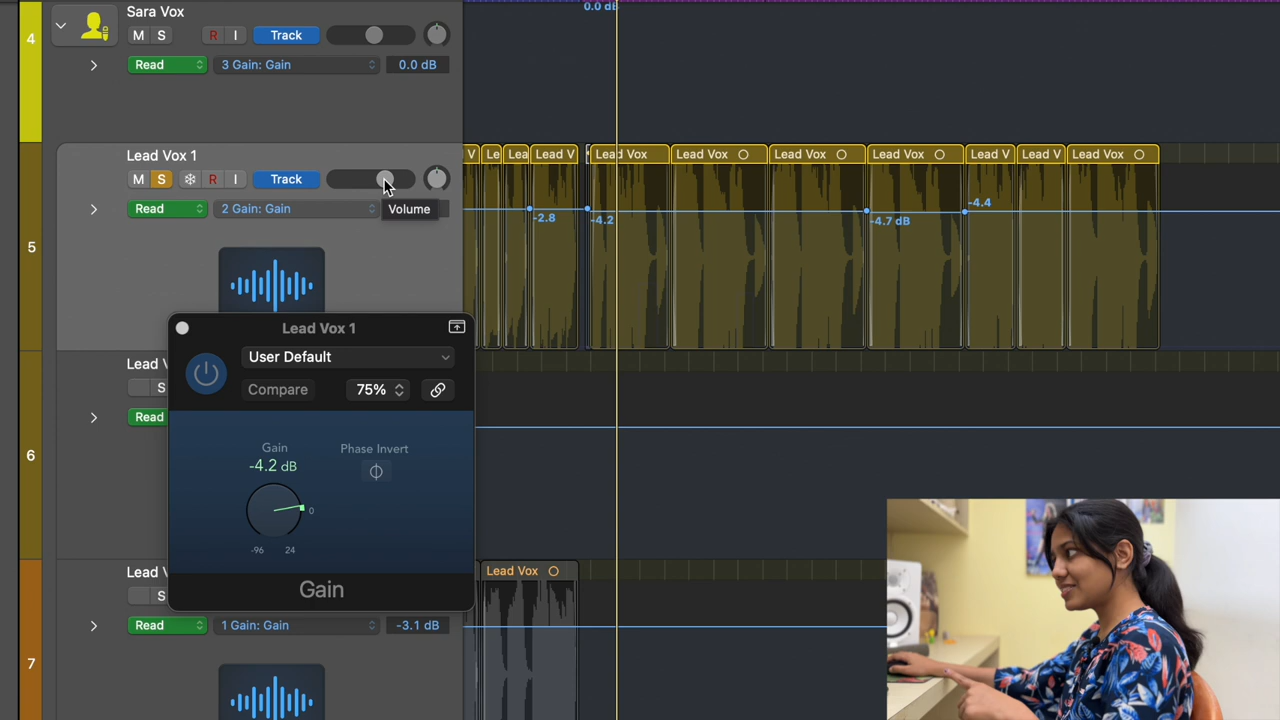 0.0 dB
4
Sara Vox
M S R I Track
Read 3 Gain: Gain 0.0 dB
5
Lead Vox 1
M S R I Track
Volume
Read 2 Gain: Gain
V Le Lea Lead V Lead Vox Lead Vox Lead Vox Lead Vox Lead V Lead V Lead Vox
-2.8 -4.2 -4.7 dB -4.4
Lead Vox 1
User Default
Compare 75%
Gain
-4.2 dB
Phase Invert
0
-96 24
Gain
6
Lead V
S
Read
7
Lead V
S
Read 1 Gain: Gain -3.1 dB
Lead Vox